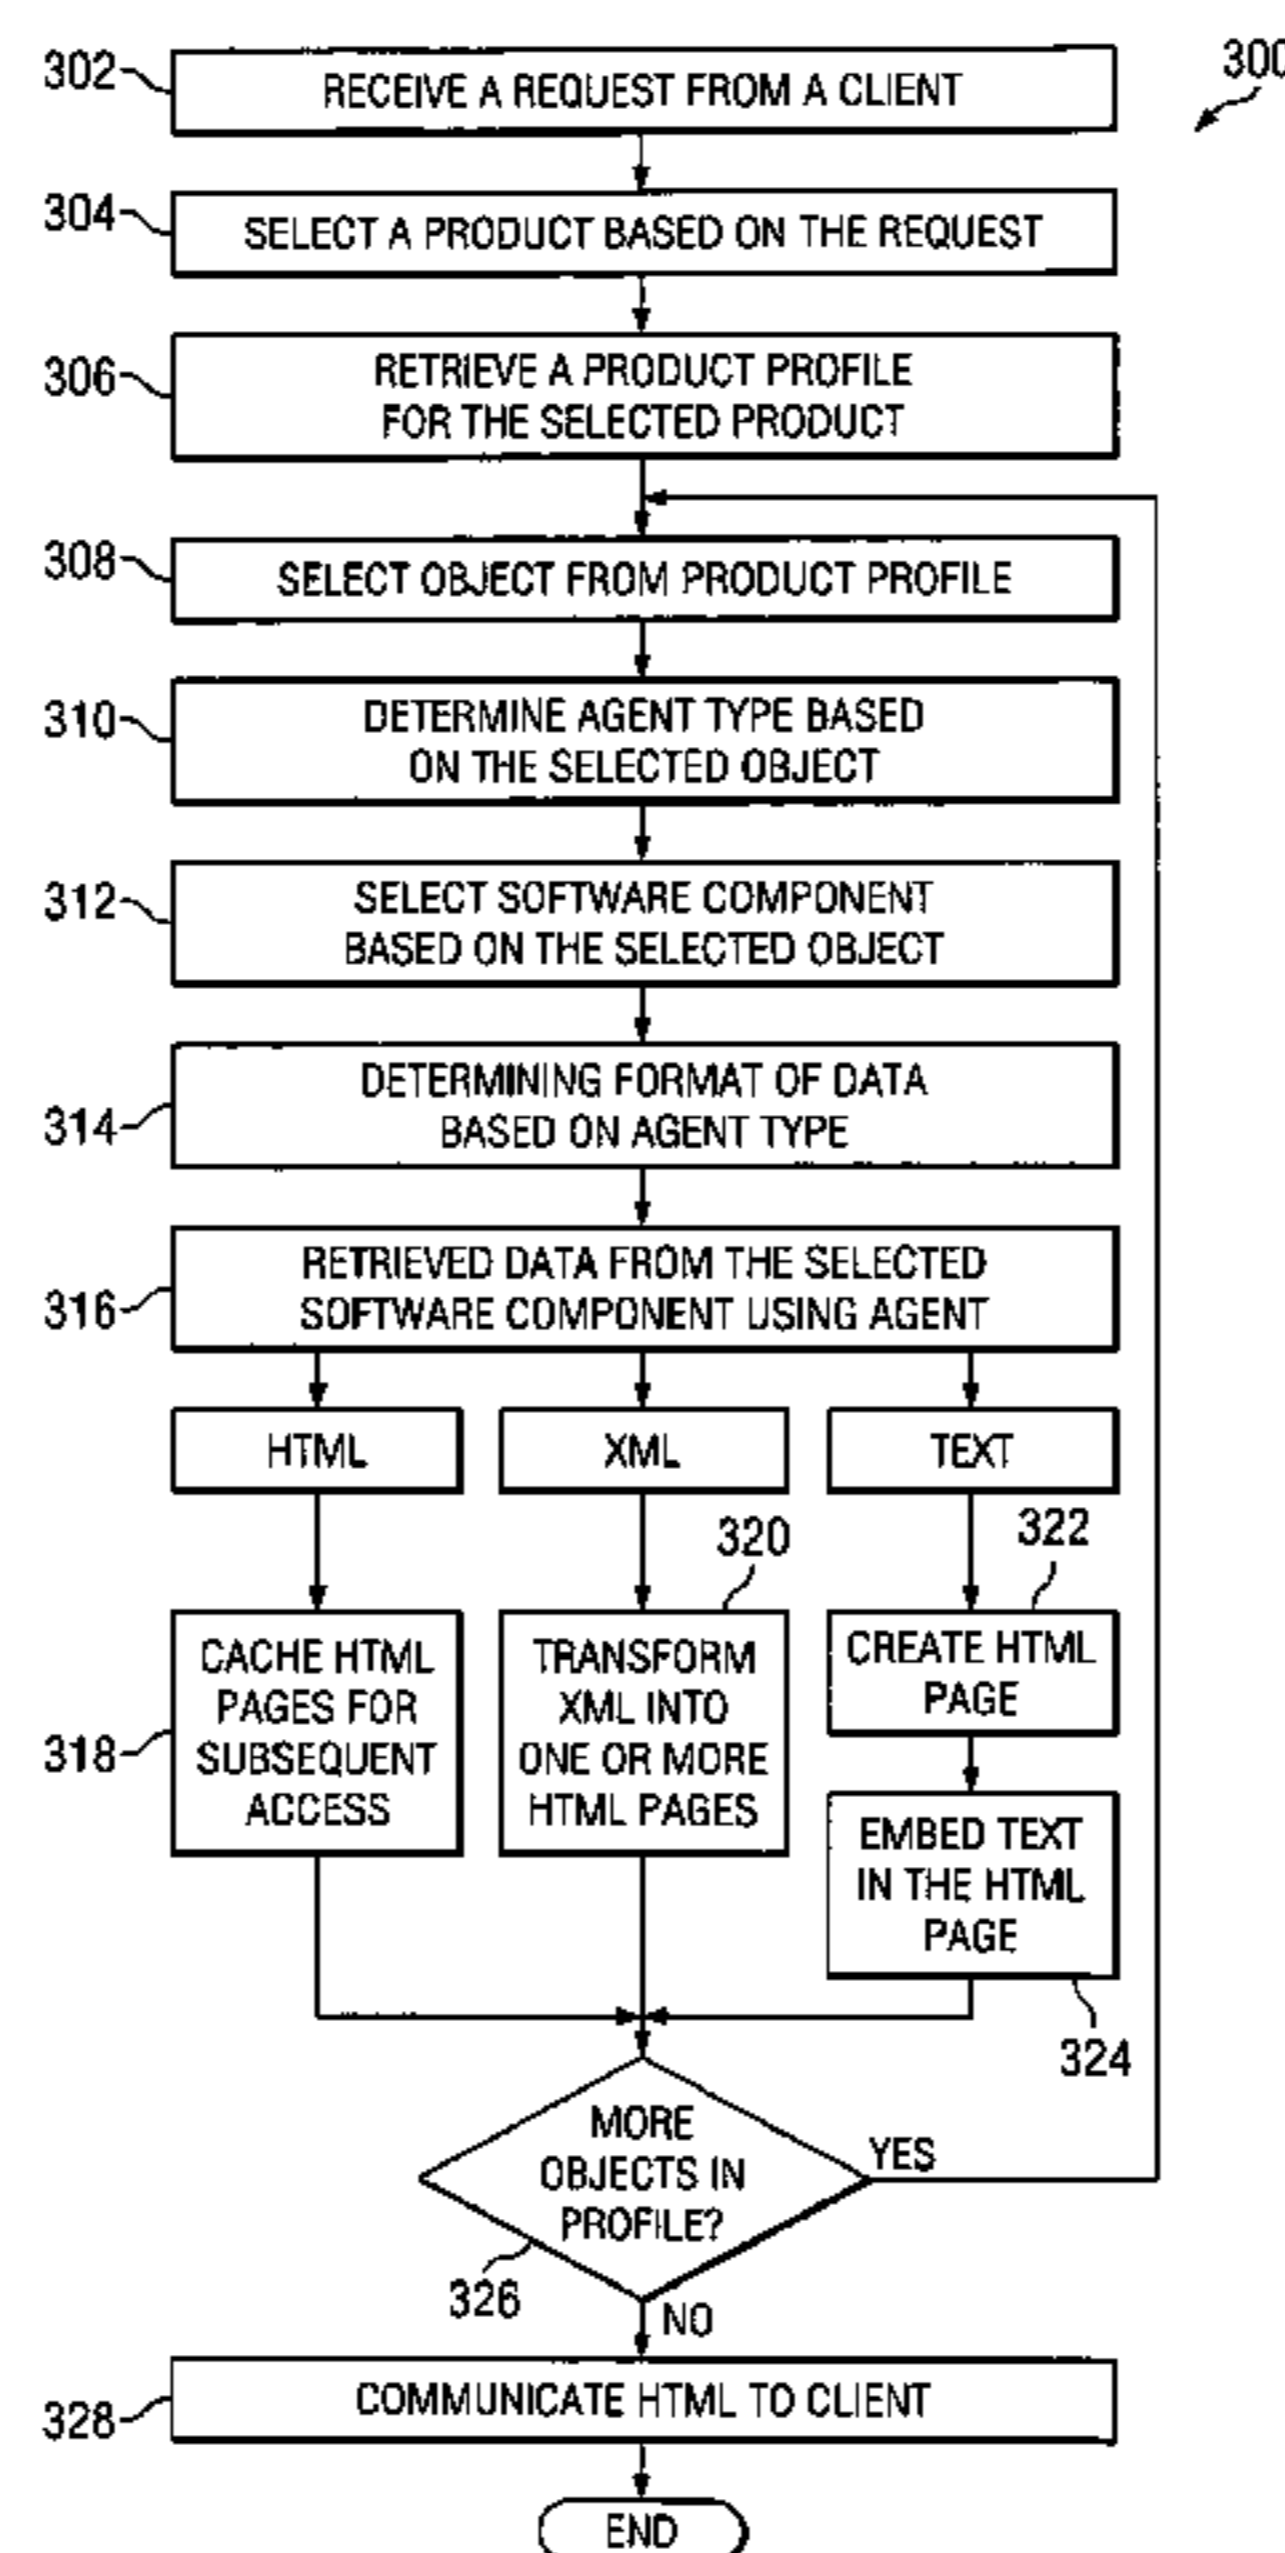 300
302
RECEIVE A REQUEST FROM A CLIENT
304
SELECT A PRODUCT BASED ON THE REQUEST
306
RETRIEVE A PRODUCT PROFILE
FOR THE SELECTED PRODUCT
308
SELECT OBJECT FROM PRODUCT PROFILE
310
DETERMINE AGENT TYPE BASED
ON THE SELECTED OBJECT
312
SELECT SOFTWARE COMPONENT
BASED ON THE SELECTED OBJECT
314
DETERMINING FORMAT OF DATA
BASED ON AGENT TYPE
316
RETRIEVED DATA FROM THE SELECTED
SOFTWARE COMPONENT USING AGENT
HTML
XML
TEXT
318
CACHE HTML
PAGES FOR
SUBSEQUENT
ACCESS
320
TRANSFORM
XML INTO
ONE OR MORE
HTML PAGES
322
CREATE HTML
PAGE
EMBED TEXT
IN THE HTML
PAGE
324
MORE
OBJECTS IN
PROFILE?
YES
326
NO
328
COMMUNICATE HTML TO CLIENT
END